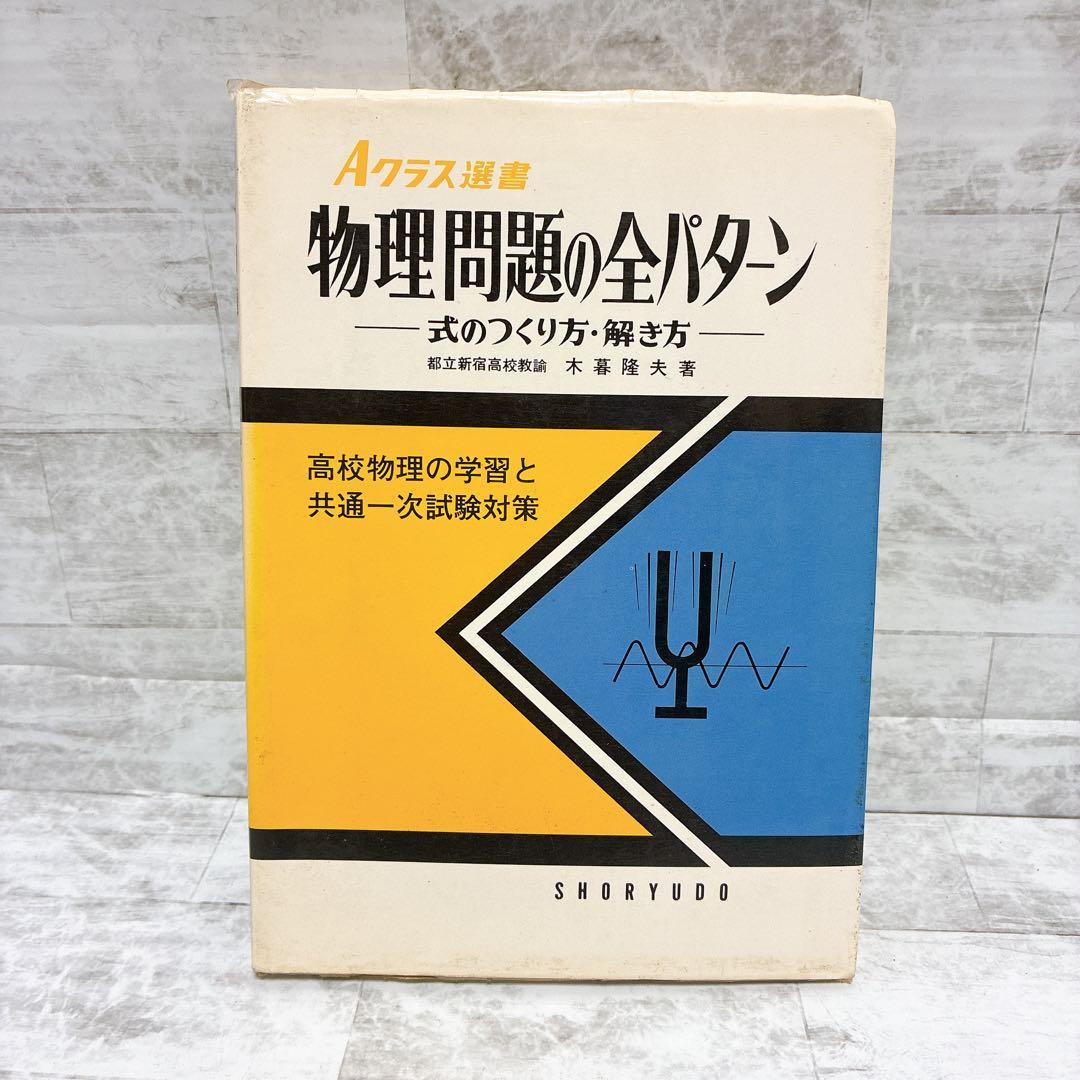 Aクラス選書
物理問題の全パターン
式のつくり方・解き方
都立新宿高校教諭 木暮隆夫著
高校物理の学習と
共通一次試験対策
SHORYUDO